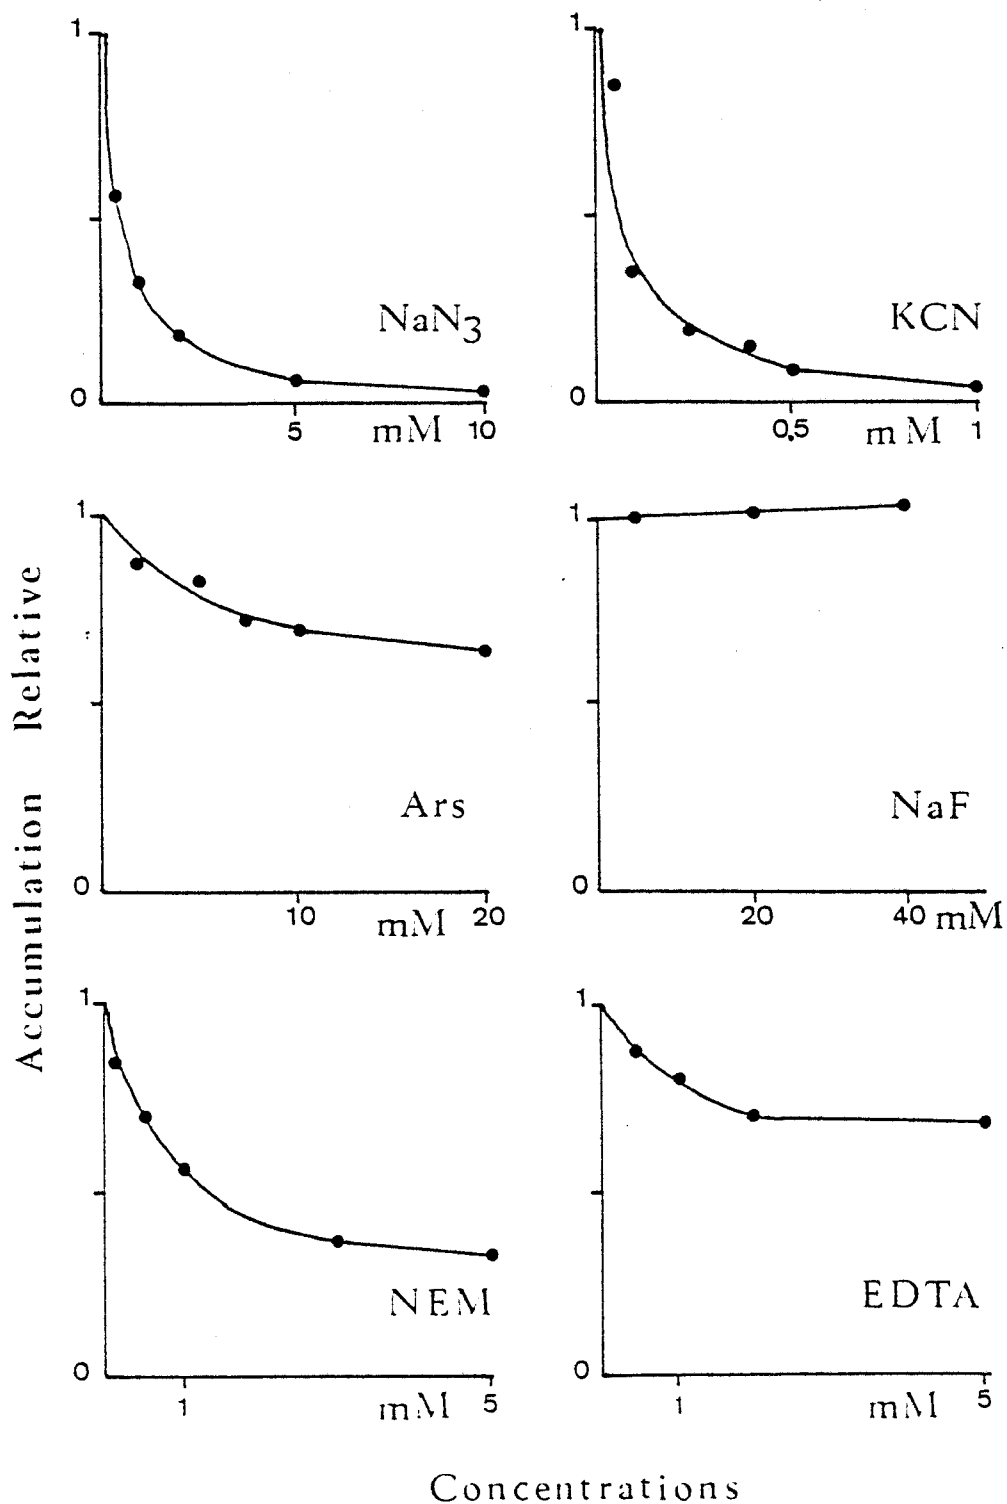 1
NaN3
0
5 mM 10
1
KCN
0
0,5 mM 1
1
Ars
0
10 mM 20
1
NaF
0
20 40 mM
1
NEM
0
1 mM 5
1
EDTA
0
1 mM 5
Accumulation Relative
Concentrations